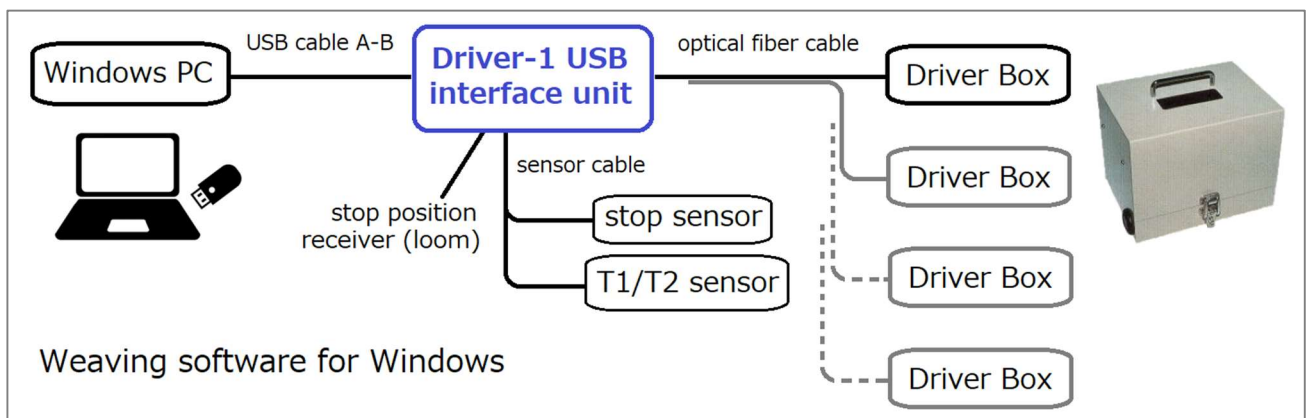 USB cable A-B
Windows PC
Driver-1 USB
interface unit
optical fiber cable
Driver Box
Driver Box
sensor cable
stop position
receiver (loom)
stop sensor
T1/T2 sensor
Driver Box
Driver Box
Weaving software for Windows